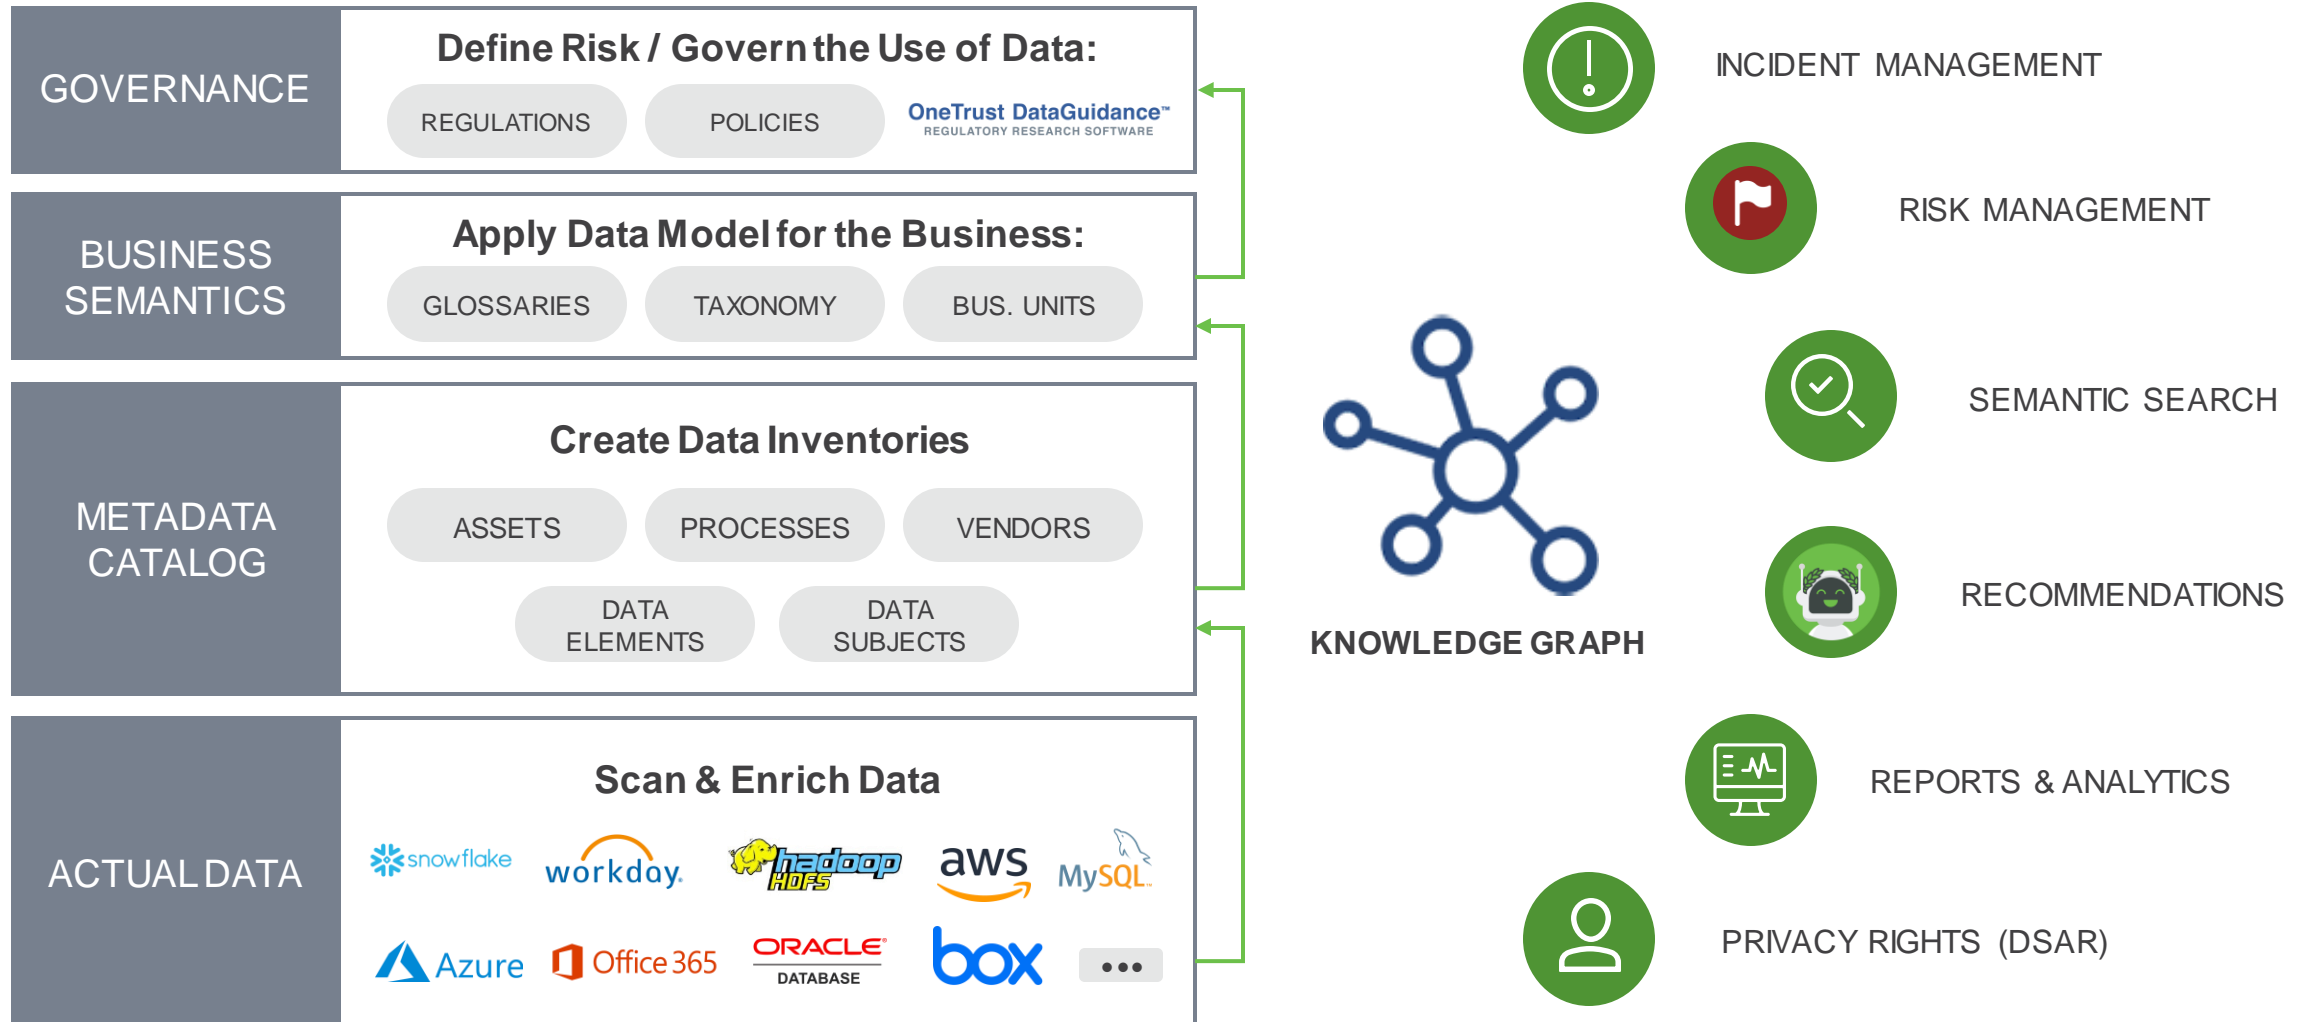 GOVERNANCE
Define Risk / Govern the Use of Data:
REGULATIONS
POLICIES
OneTrust DataGuidance™
REGULATORY RESEARCH SOFTWARE
BUSINESS
SEMANTICS
Apply Data Model for the Business:
GLOSSARIES
TAXONOMY
BUS. UNITS
METADATA
CATALOG
Create Data Inventories
ASSETS
PROCESSES
VENDORS
DATA
ELEMENTS
DATA
SUBJECTS
ACTUAL DATA
Scan & Enrich Data
snowflake
workday.
hadoop
HDFS
aws
MySQL™
Azure
Office 365
ORACLE®
DATABASE
box
•••
KNOWLEDGE GRAPH
INCIDENT MANAGEMENT
RISK MANAGEMENT
SEMANTIC SEARCH
RECOMMENDATIONS
REPORTS & ANALYTICS
PRIVACY RIGHTS (DSAR)